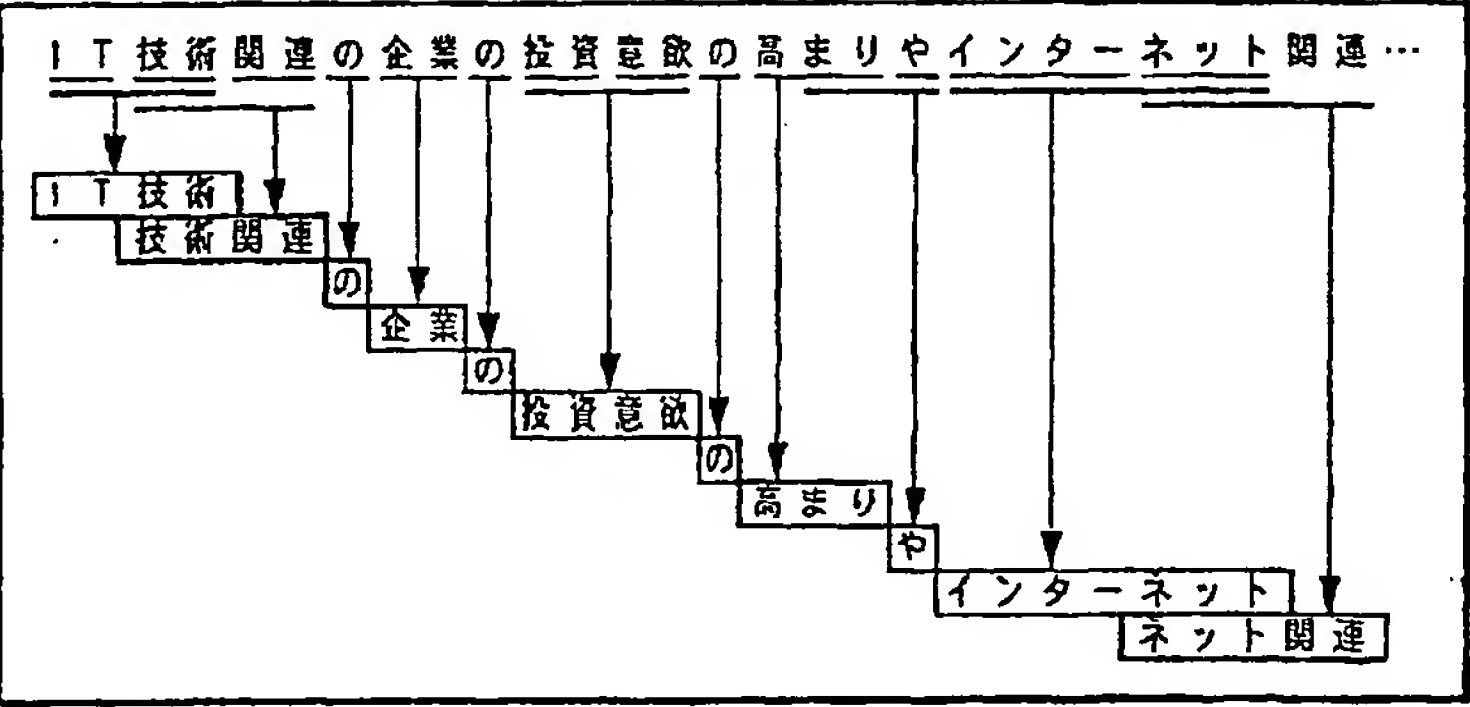 IT技術関連の企業の投資意欲の高まりやインターネット関連…
IT技術
技術関連
の
企業
の
投資意欲
の
高まり
や
インターネット
ネット関連